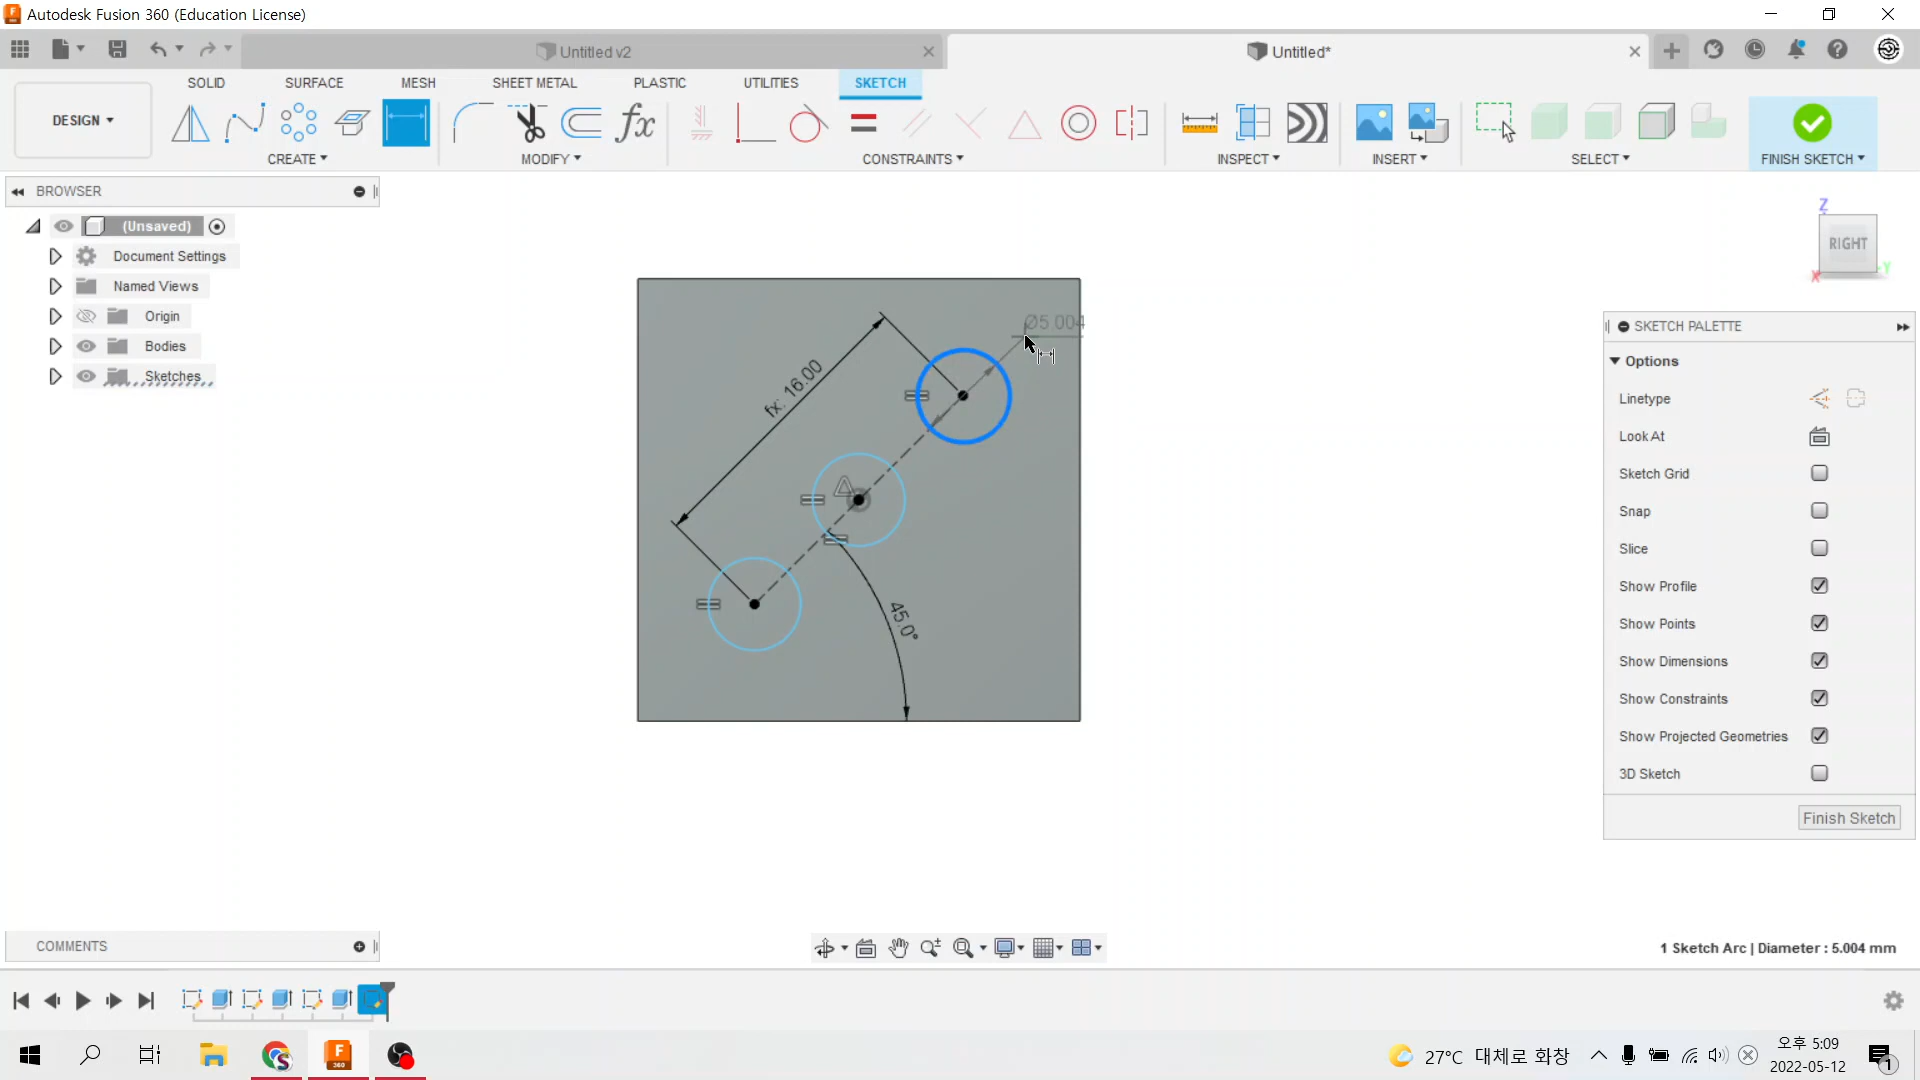 Autodesk Fusion 360 (Education License)
Untitled v2
Untitled*
DESIGN
SOLID
SURFACE
MESH
SHEET METAL
PLASTIC
UTILITIES
SKETCH
CREATE
MODIFY
CONSTRAINTS
INSPECT
INSERT
SELECT
FINISH SKETCH
BROWSER
(Unsaved)
Document Settings
Named Views
Origin
Bodies
Sketches
Z
RIGHT
X
Y
Ø5.004
fx: 16.00
45.0°
SKETCH PALETTE
Options
Linetype
Look At
Sketch Grid
Snap
Slice
Show Profile
Show Points
Show Dimensions
Show Constraints
Show Projected Geometries
3D Sketch
Finish Sketch
COMMENTS
1 Sketch Arc | Diameter : 5.004 mm
F
360
27°C 대체로 화창
오후 5:09
2022-05-12
1